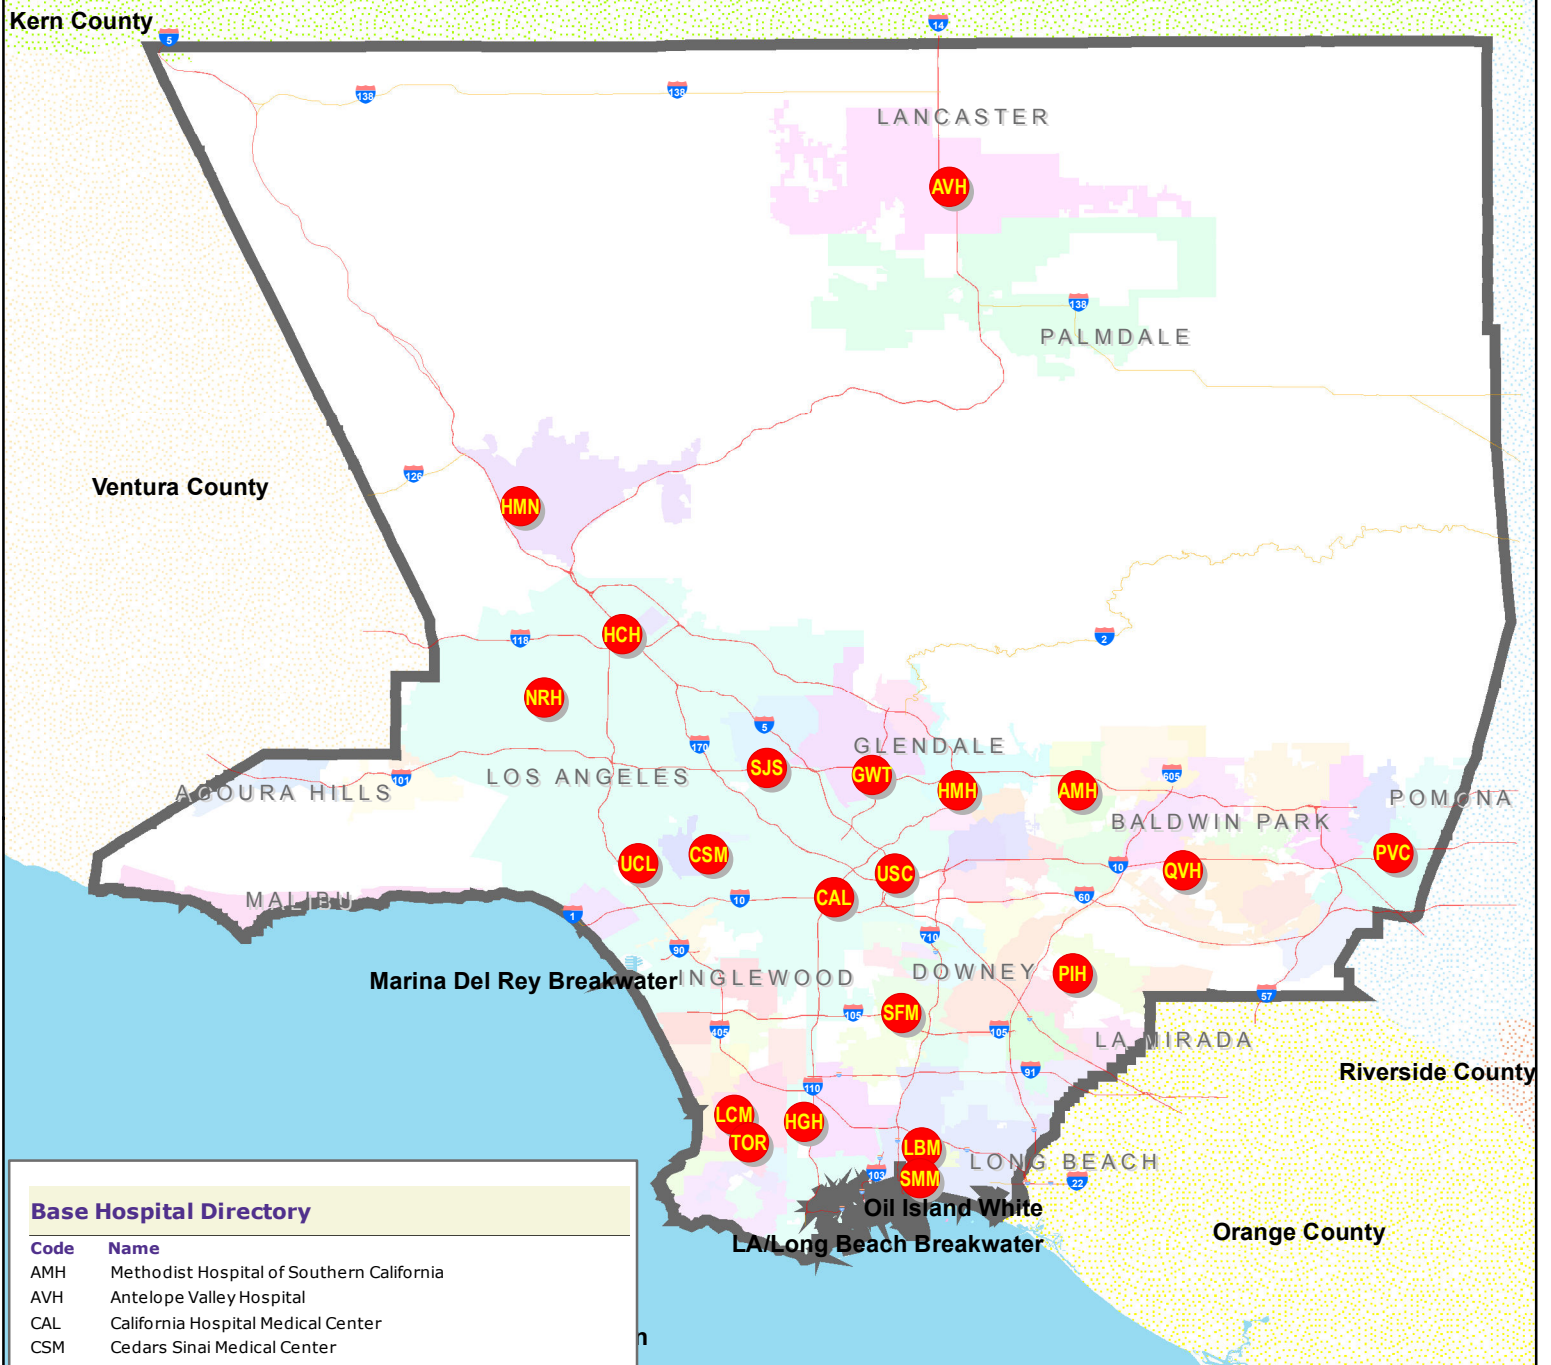 Kern County
5
14
138
138
LANCASTER
AVH
138
PALMDALE
126
Ventura County
HMN
HCH
118
2
NRH
5
170
GLENDALE
SJS
GWT
LOS ANGELES
101
605
AGOURA HILLS
HMH
AMH
POMONA
BALDWIN PARK
CSM
UCL
PVC
10
QVH
USC
CAL
10
60
MALIBU
1
710
90
DOWNEY
PIH
INGLEWOOD
Marina Del Rey Breakwater
57
SFM
105
405
105
LA MIRADA
91
Riverside County
110
LCM
HGH
TOR
LBM
LONG BEACH
103
SMM
22
Oil Island White
Orange County
LA/Long Beach Breakwater
n
Base Hospital Directory
Code Name
AMH Methodist Hospital of Southern California
AVH Antelope Valley Hospital
CAL California Hospital Medical Center
CSM Cedars Sinai Medical Center